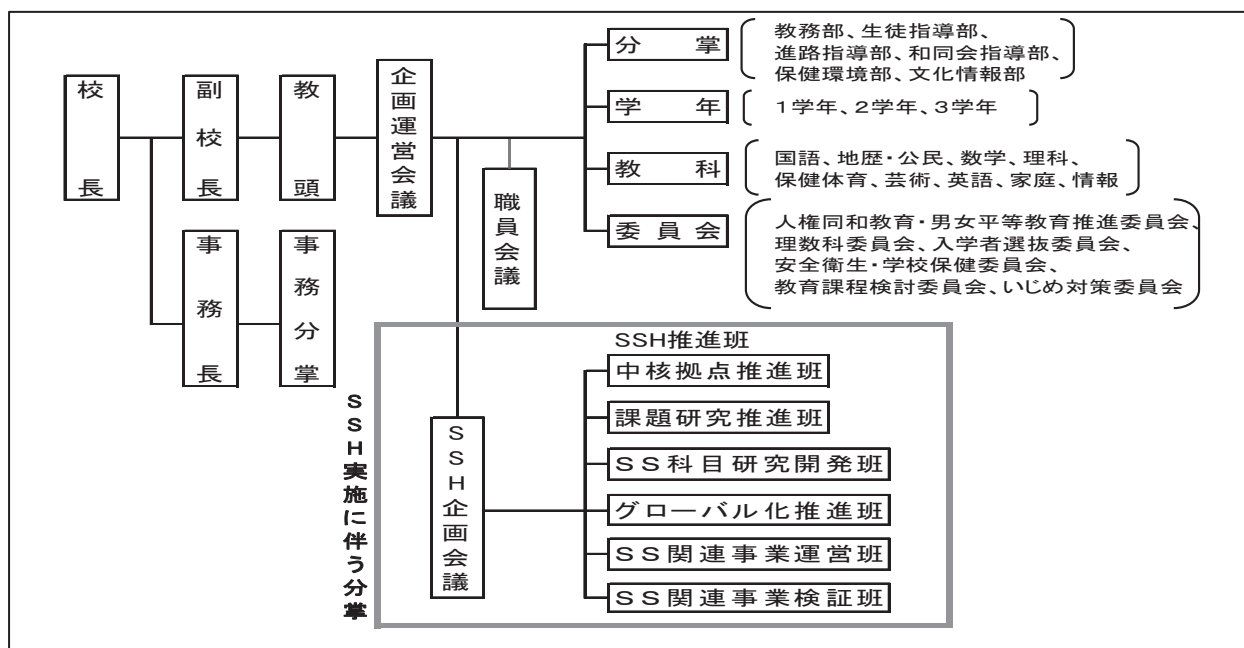 校長
副校長
教頭
企画運営会議
事務長
事務分掌
職員会議
分掌
教務部、生徒指導部、
進路指導部、和同会指導部、
保健環境部、文化情報部
学年
1学年、2学年、3学年
教科
国語、地歴・公民、数学、理科、
保健体育、芸術、英語、家庭、情報
委員会
人権同和教育・男女平等教育推進委員会、
理数科委員会、入学者選抜委員会、
安全衛生・学校保健委員会、
教育課程検討委員会、いじめ対策委員会
SSH実施に伴う分掌
SSH企画会議
SSH推進班
中核拠点推進班
課題研究推進班
SS科目研究開発班
グローバル化推進班
SS関連事業運営班
SS関連事業検証班